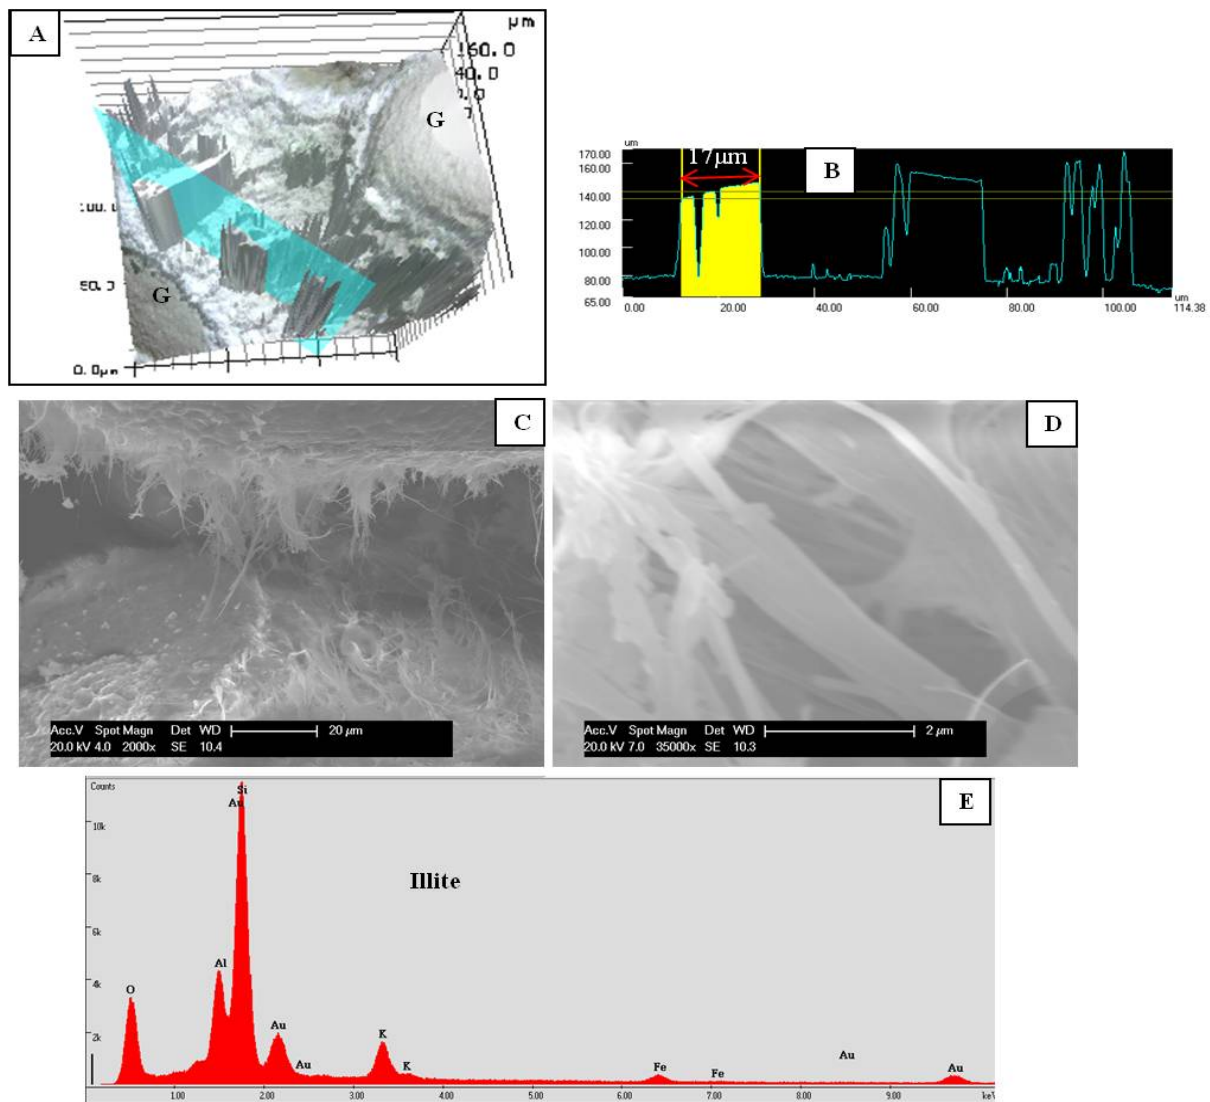 A
μm
160.0
40.0
G
100.0
50.0
G
0.0μm
B
um
170.00
160.00
140.00
120.00
100.00
80.00
65.00
17μm
0.00
20.00
40.00
60.00
80.00
100.00
um
114.38
C
Acc.V Spot Magn Det WD 20 μm
20.0 kV 4.0 2000x SE 10.4
D
Acc.V Spot Magn Det WD 2 μm
20.0 kV 7.0 35000x SE 10.3
E
Counts
Si
Au
10k
8k
Illite
6k
4k
Al
O
2k
Au
Au
K
K
Fe
Fe
Au
Au
1.00 2.00 3.00 4.00 5.00 6.00 7.00 8.00 9.00 keV